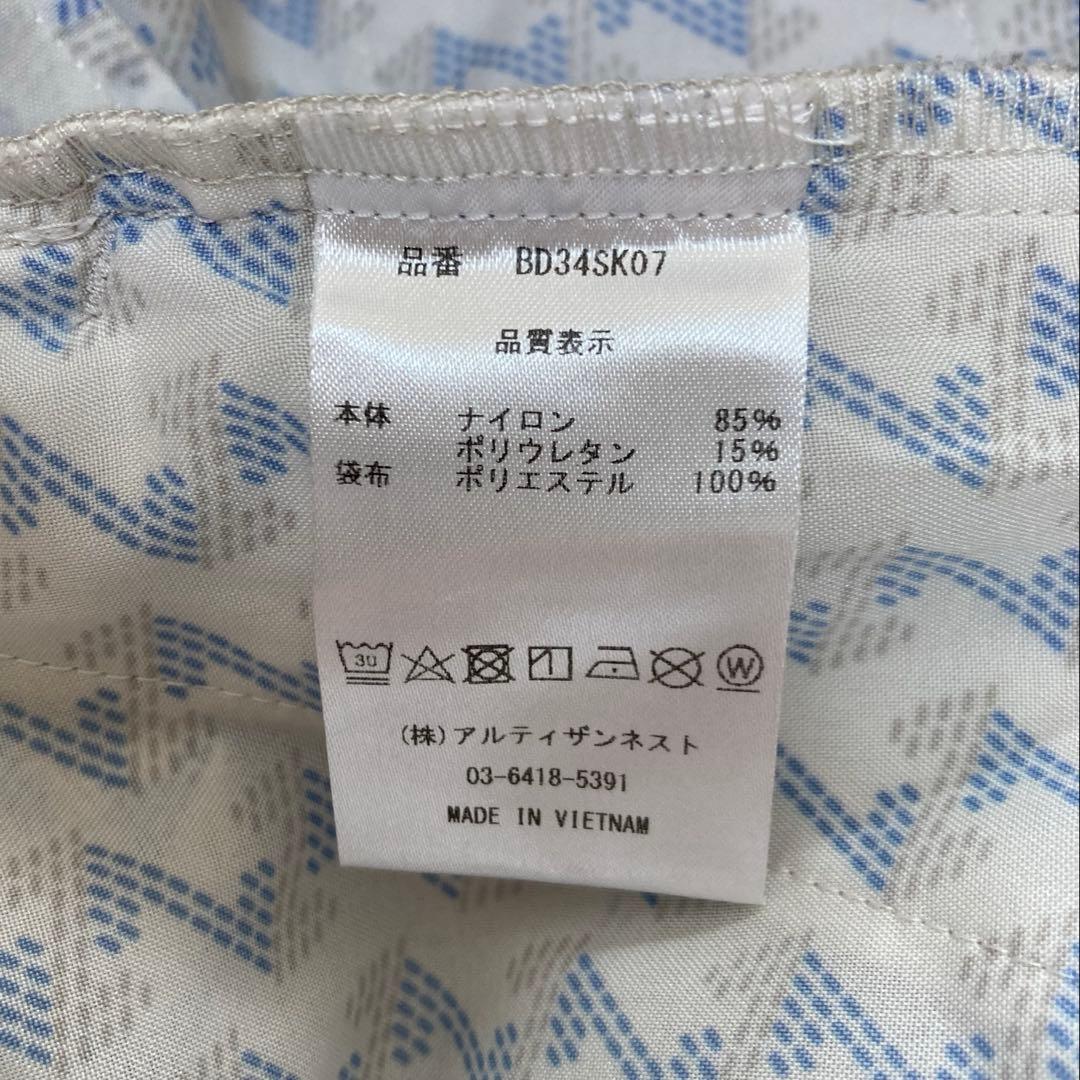 品番 BD34SK07
品質表示
本体 ナイロン 85%
ポリウレタン 15%
袋布 ポリエステル 100%
30 W
(株)アルティザンネスト
03-6418-5391
MADE IN VIETNAM